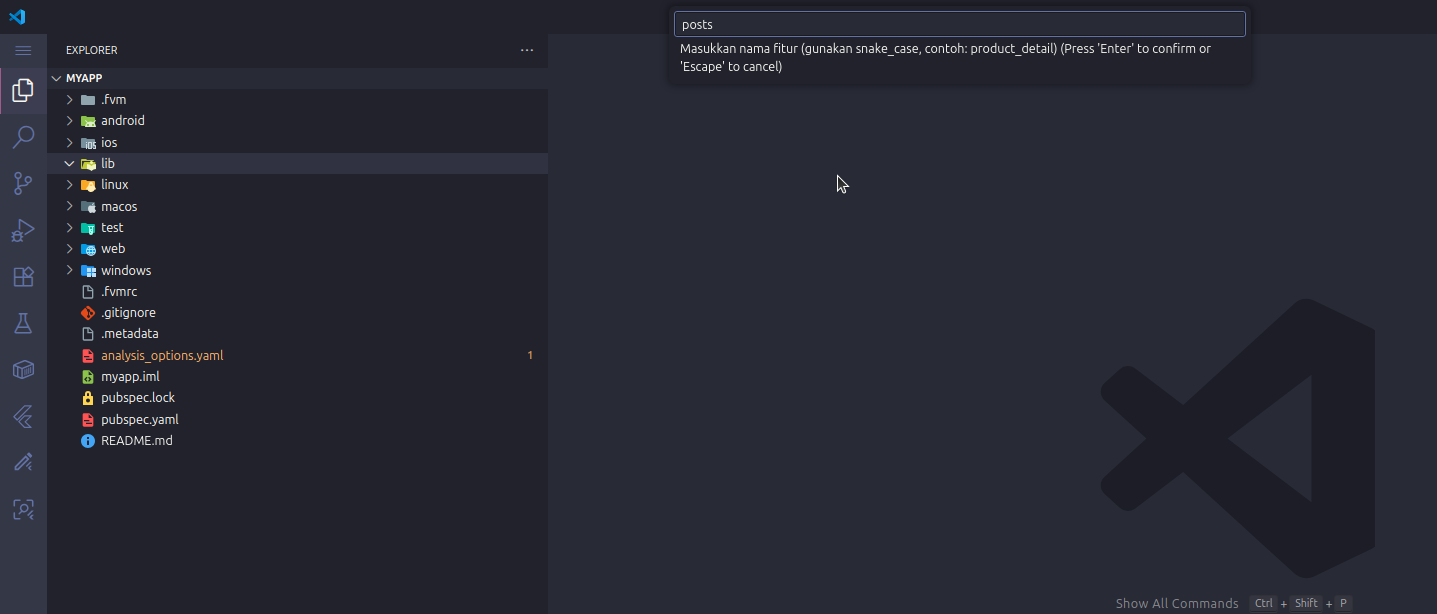 posts
Masukkan nama fitur (gunakan snake_case, contoh: product_detail) (Press 'Enter' to confirm or
'Escape' to cancel)
EXPLORER
MYAPP
.fvm
android
ios
lib
linux
macos
test
web
windows
.fvmrc
.gitignore
.metadata
analysis_options.yaml 1
myapp.iml
pubspec.lock
pubspec.yaml
README.md
Show All Commands Ctrl + Shift + P